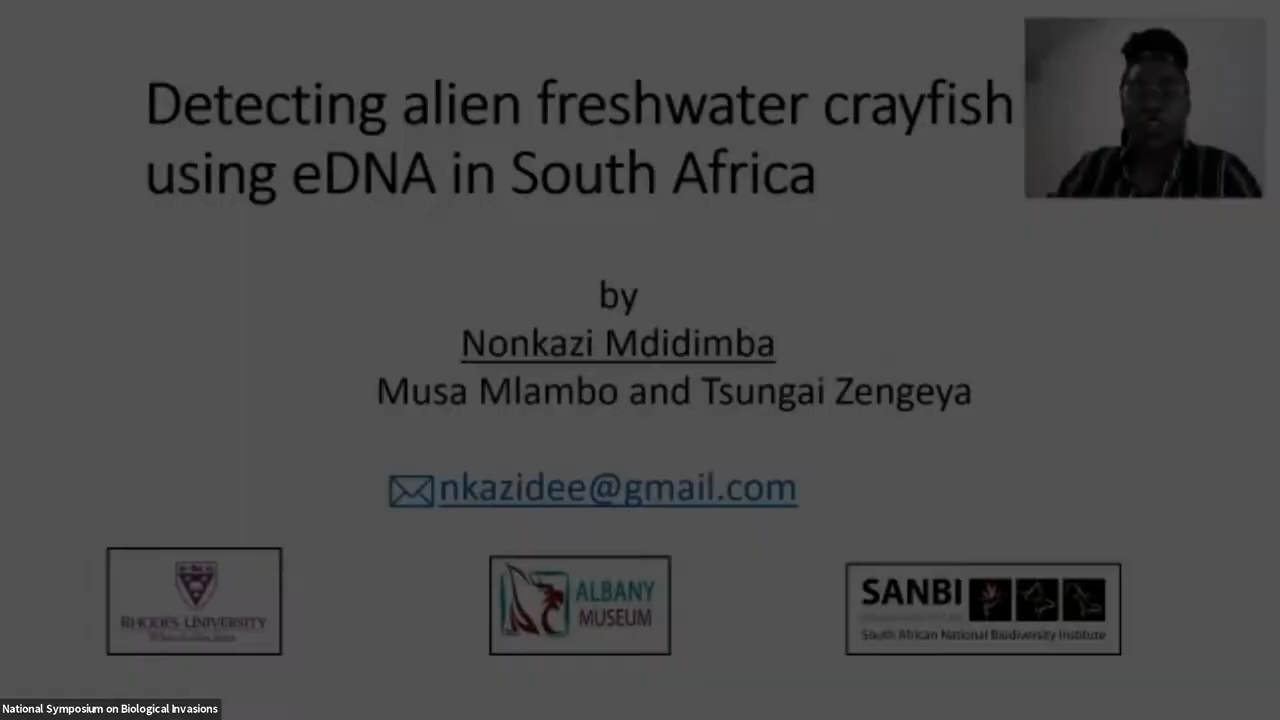 Detecting alien freshwater crayfish
using eDNA in South Africa
by
Nonkazi Mdidimba
Musa Mlambo and Tsungai Zengeya
nkazidee@gmail.com
RHODES UNIVERSITY
ALBANY
MUSEUM
SANBI
South African National Biodiversity Institute
National Symposium on Biological Invasions